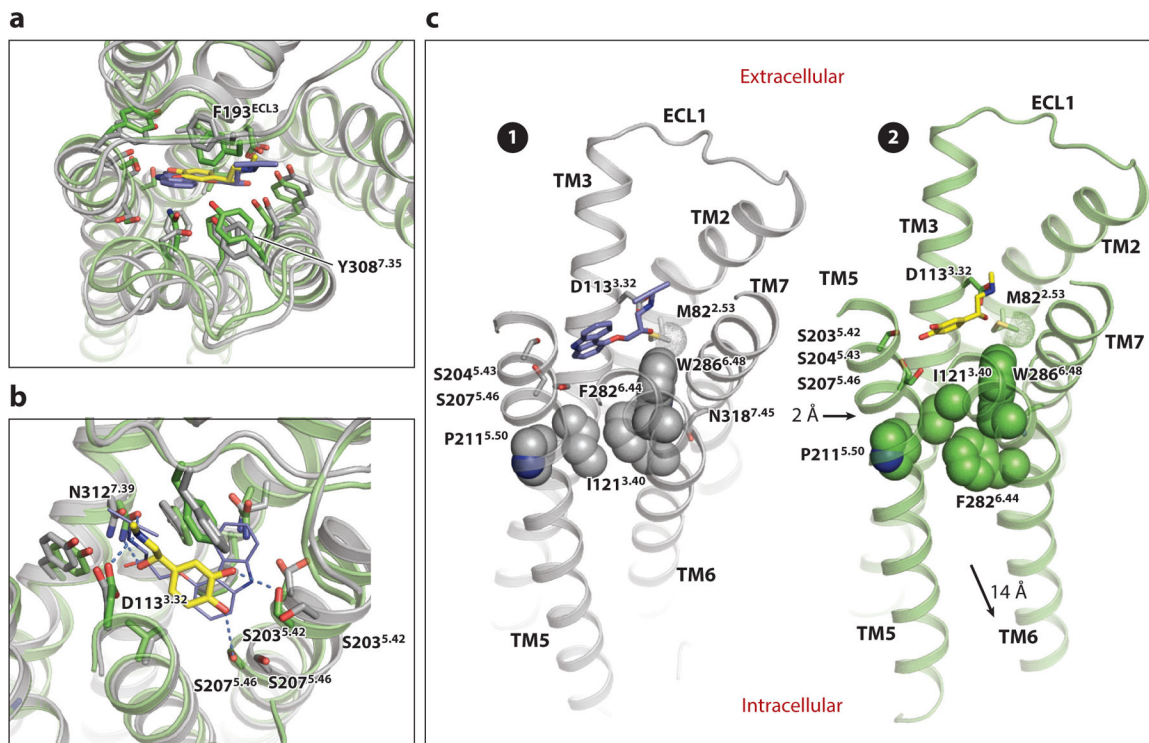 a
F193ECL3
Y3087.35
b
N3127.39
D1133.32
S2035.42
S2035.42
S2075.46
S2075.46
c
Extracellular
1
ECL1
TM3
TM2
D1133.32
M822.53
TM7
S2045.43
S2075.46
F2826.44
W2866.48
N3187.45
P2115.50
I1213.40
TM6
TM5
2
ECL1
TM3
TM2
D1133.32
TM5
M822.53
TM7
S2035.42
S2045.43
S2075.46
I1213.40
W2866.48
2 Å
P2115.50
F2826.44
14 Å
TM5
TM6
Intracellular